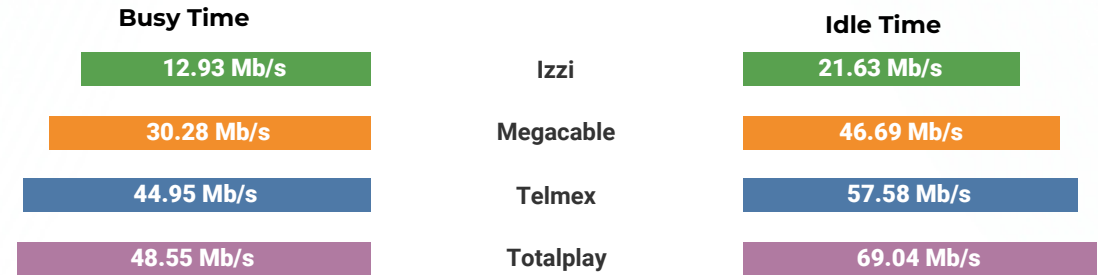 Busy Time
Idle Time
12.93 Mb/s Izzi 21.63 Mb/s
30.28 Mb/s Megacable 46.69 Mb/s
44.95 Mb/s Telmex 57.58 Mb/s
48.55 Mb/s Totalplay 69.04 Mb/s